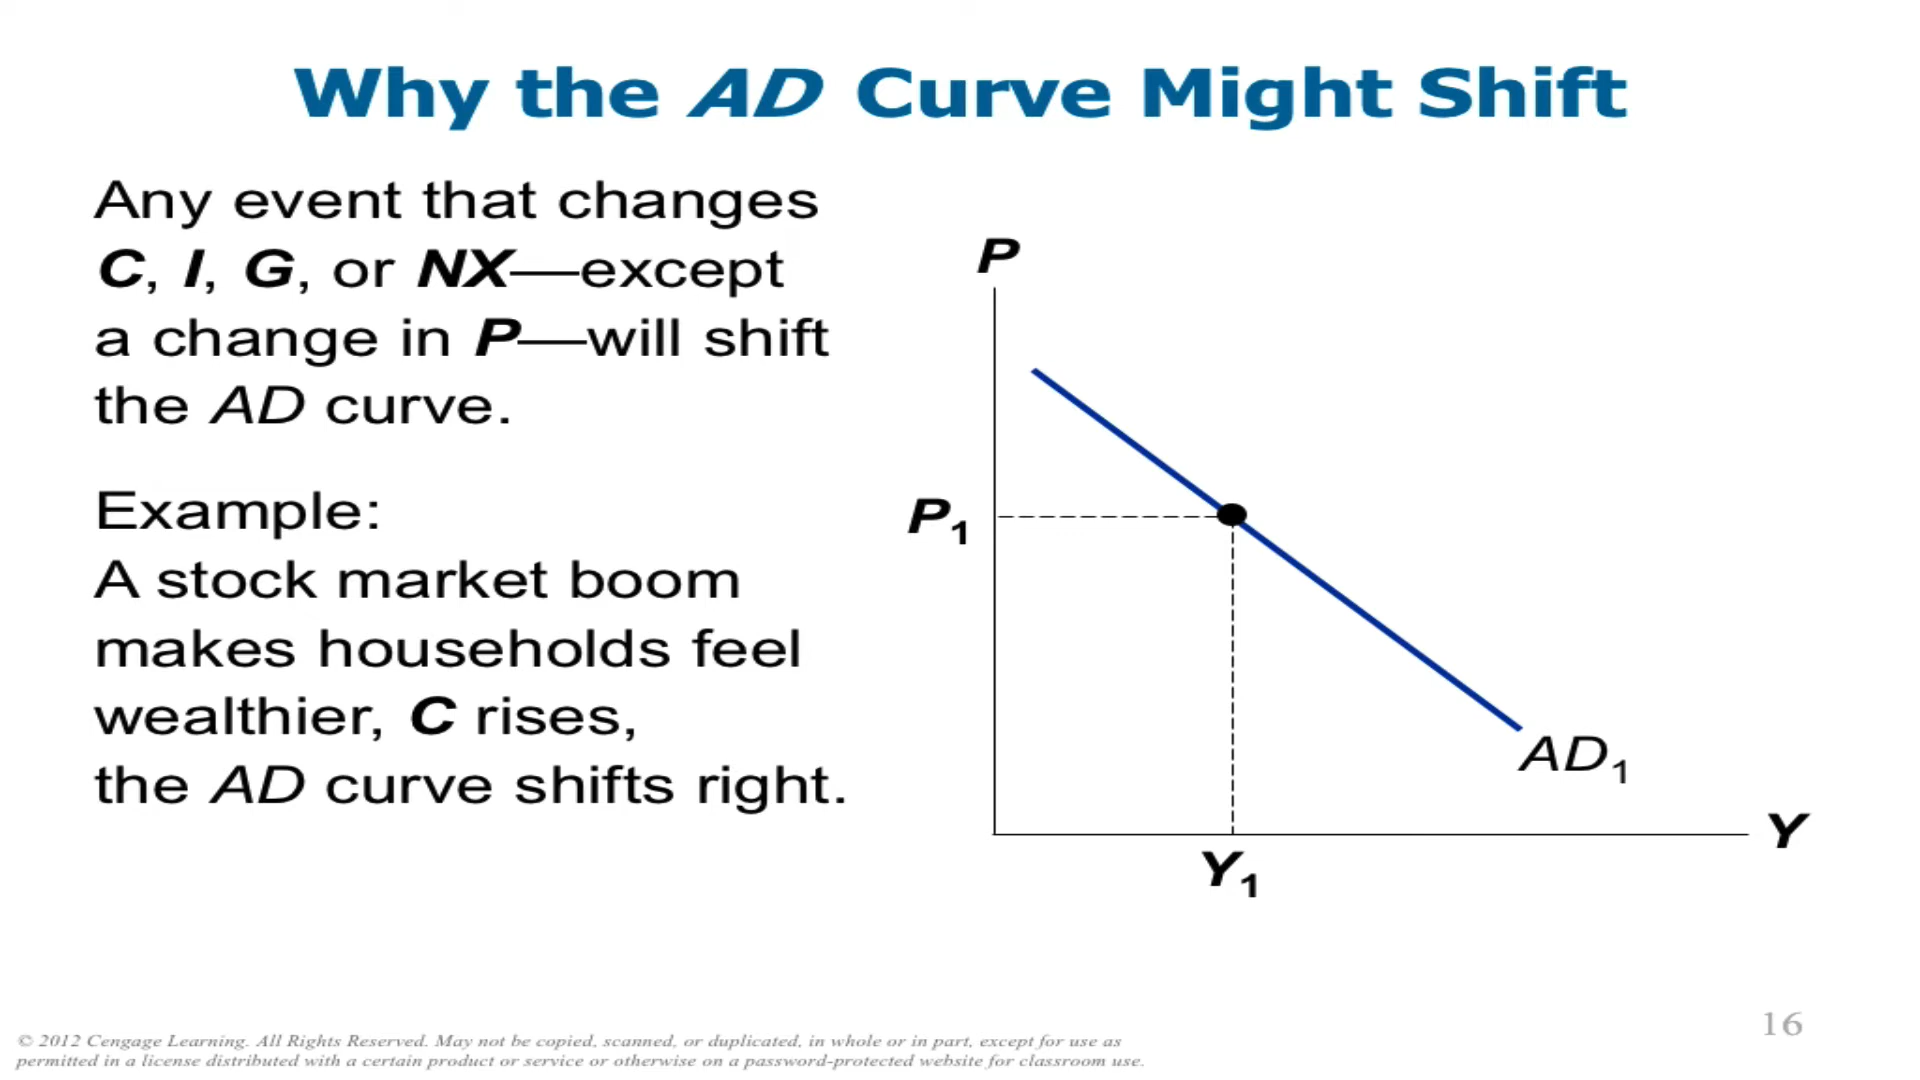 Why the AD Curve Might Shift
Any event that changes
C, I, G, or NX—except
a change in P—will shift
the AD curve.
Example:
A stock market boom
makes households feel
wealthier, C rises,
the AD curve shifts right.
P
P1
AD1
Y
Y1
16
© 2012 Cengage Learning. All Rights Reserved. May not be copied, scanned, or duplicated, in whole or in part, except for use as
permitted in a license distributed with a certain product or service or otherwise on a password-protected website for classroom use.